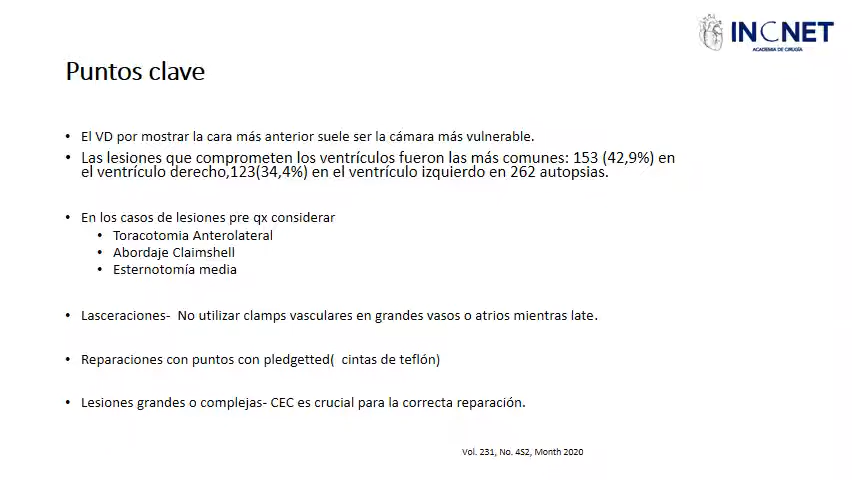 INCNET
ACADEMIA DE CIRUGÍA
Puntos clave
• El VD por mostrar la cara más anterior suele ser la cámara más vulnerable.
• Las lesiones que comprometen los ventrículos fueron las más comunes: 153 (42,9%) en
el ventrículo derecho,123(34,4%) en el ventrículo izquierdo en 262 autopsias.
• En los casos de lesiones pre qx considerar
• Toracotomia Anterolateral
• Abordaje Claimshell
• Esternotomía media
• Lasceraciones- No utilizar clamps vasculares en grandes vasos o atrios mientras late.
• Reparaciones con puntos con pledgetted( cintas de teflón)
• Lesiones grandes o complejas- CEC es crucial para la correcta reparación.
Vol. 231, No. 4S2, Month 2020